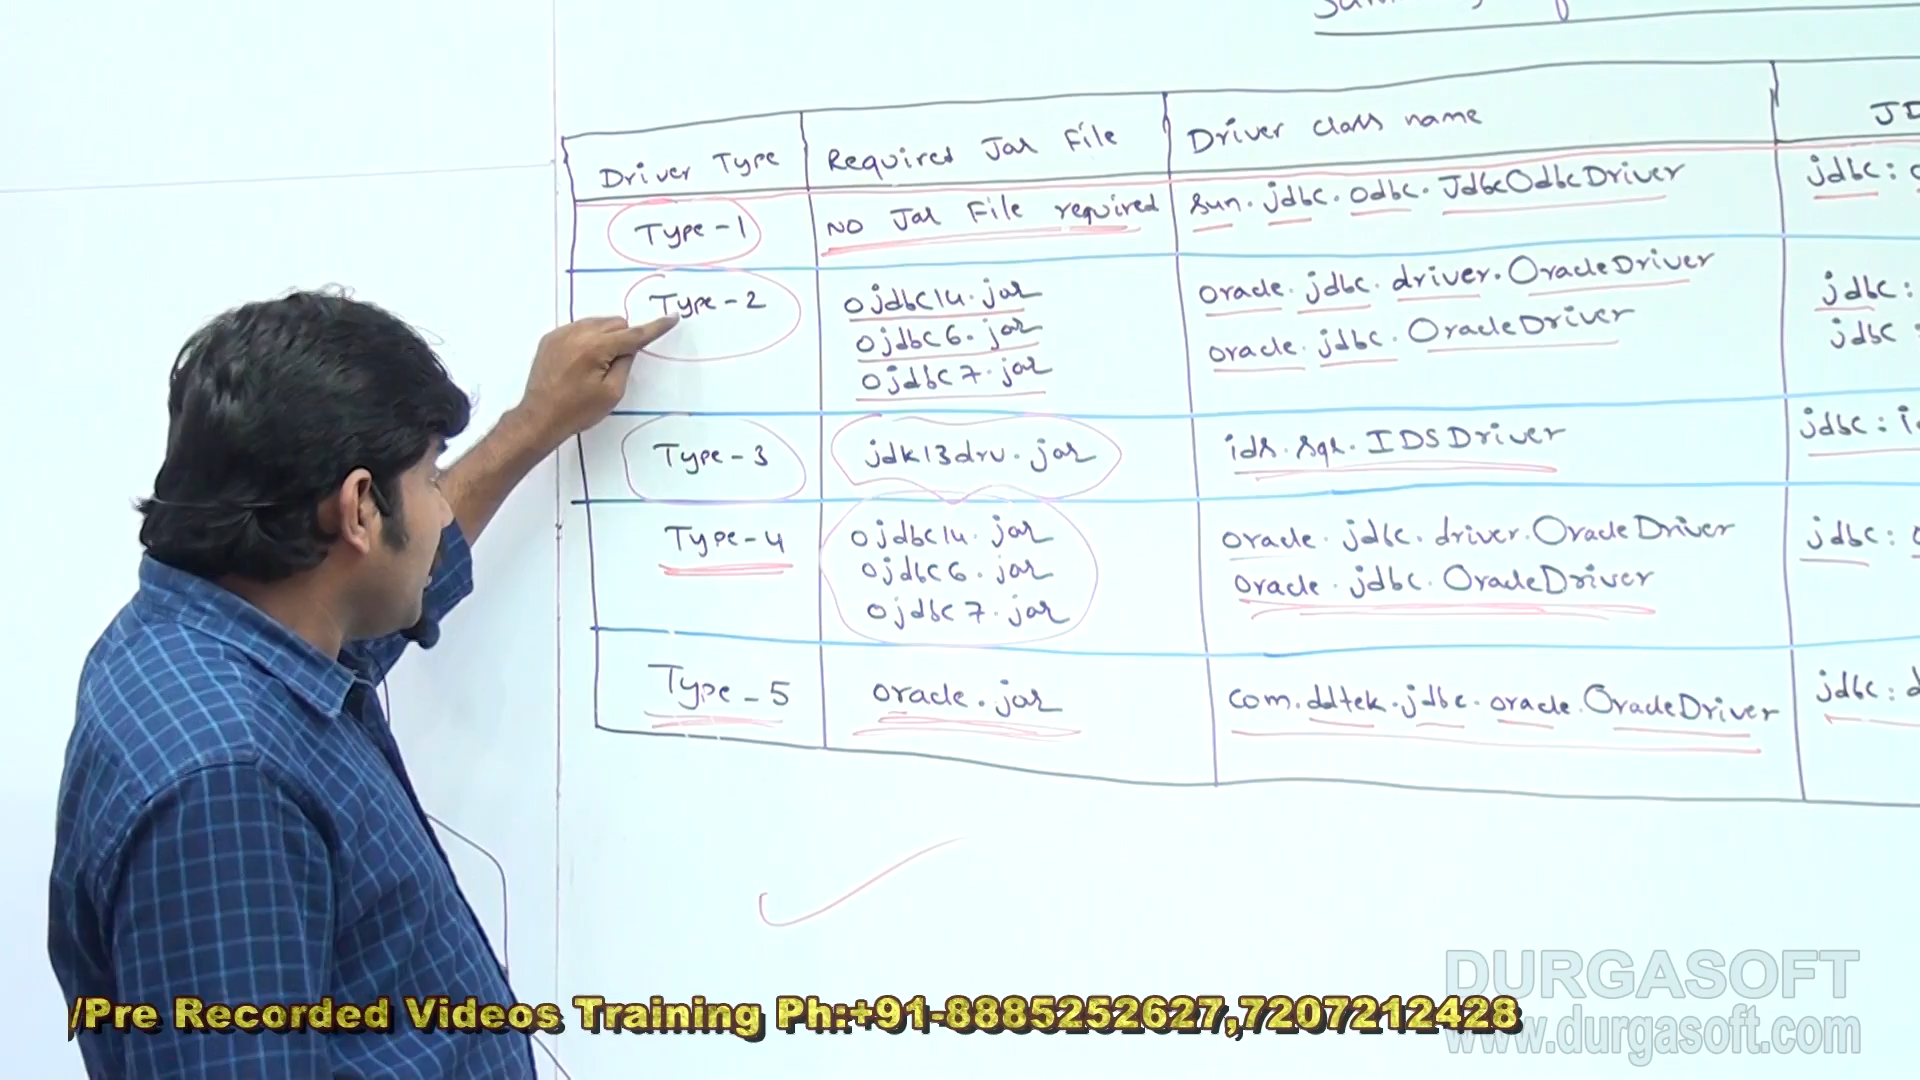 Driver Type
Required Jar File
Driver class name
JD
Type-1
No Jar File required
sun.jdbc.odbc.JdbcOdbcDriver
jdbc:
Type-2
ojdbc14.jar
ojdbc6.jar
ojdbc7.jar
oracle.jdbc.driver.OracleDriver
oracle.jdbc.OracleDriver
jdbc:
jdbc:
Type-3
jdk13drv.jar
ids.sql.IDSDriver
jdbc:i
Type-4
ojdbc14.jar
ojdbc6.jar
ojdbc7.jar
oracle.jdbc.driver.OracleDriver
oracle.jdbc.OracleDriver
jdbc:
Type-5
oracle.jar
com.ddtek.jdbc.oracle.OracleDriver
jdbc:d
DURGASOFT
www.durgasoft.com
/Pre Recorded Videos Training Ph:+91-8885252627,7207212428